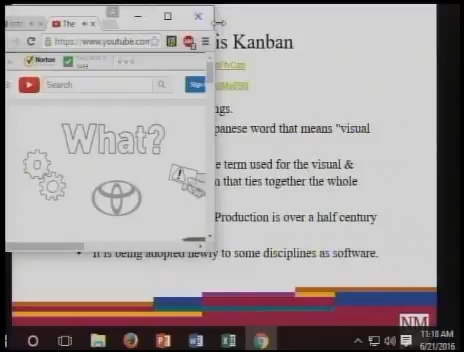 The
https://www.youtube.com
Norton
Search
Sign
What?
is Kanban
ngs.
panese word that means "visual
e term used for the visual &
that ties together the whole
Production is over a half century
It is being adopted newly to some disciplines as software.
NM
11:18 AM
6/21/2016